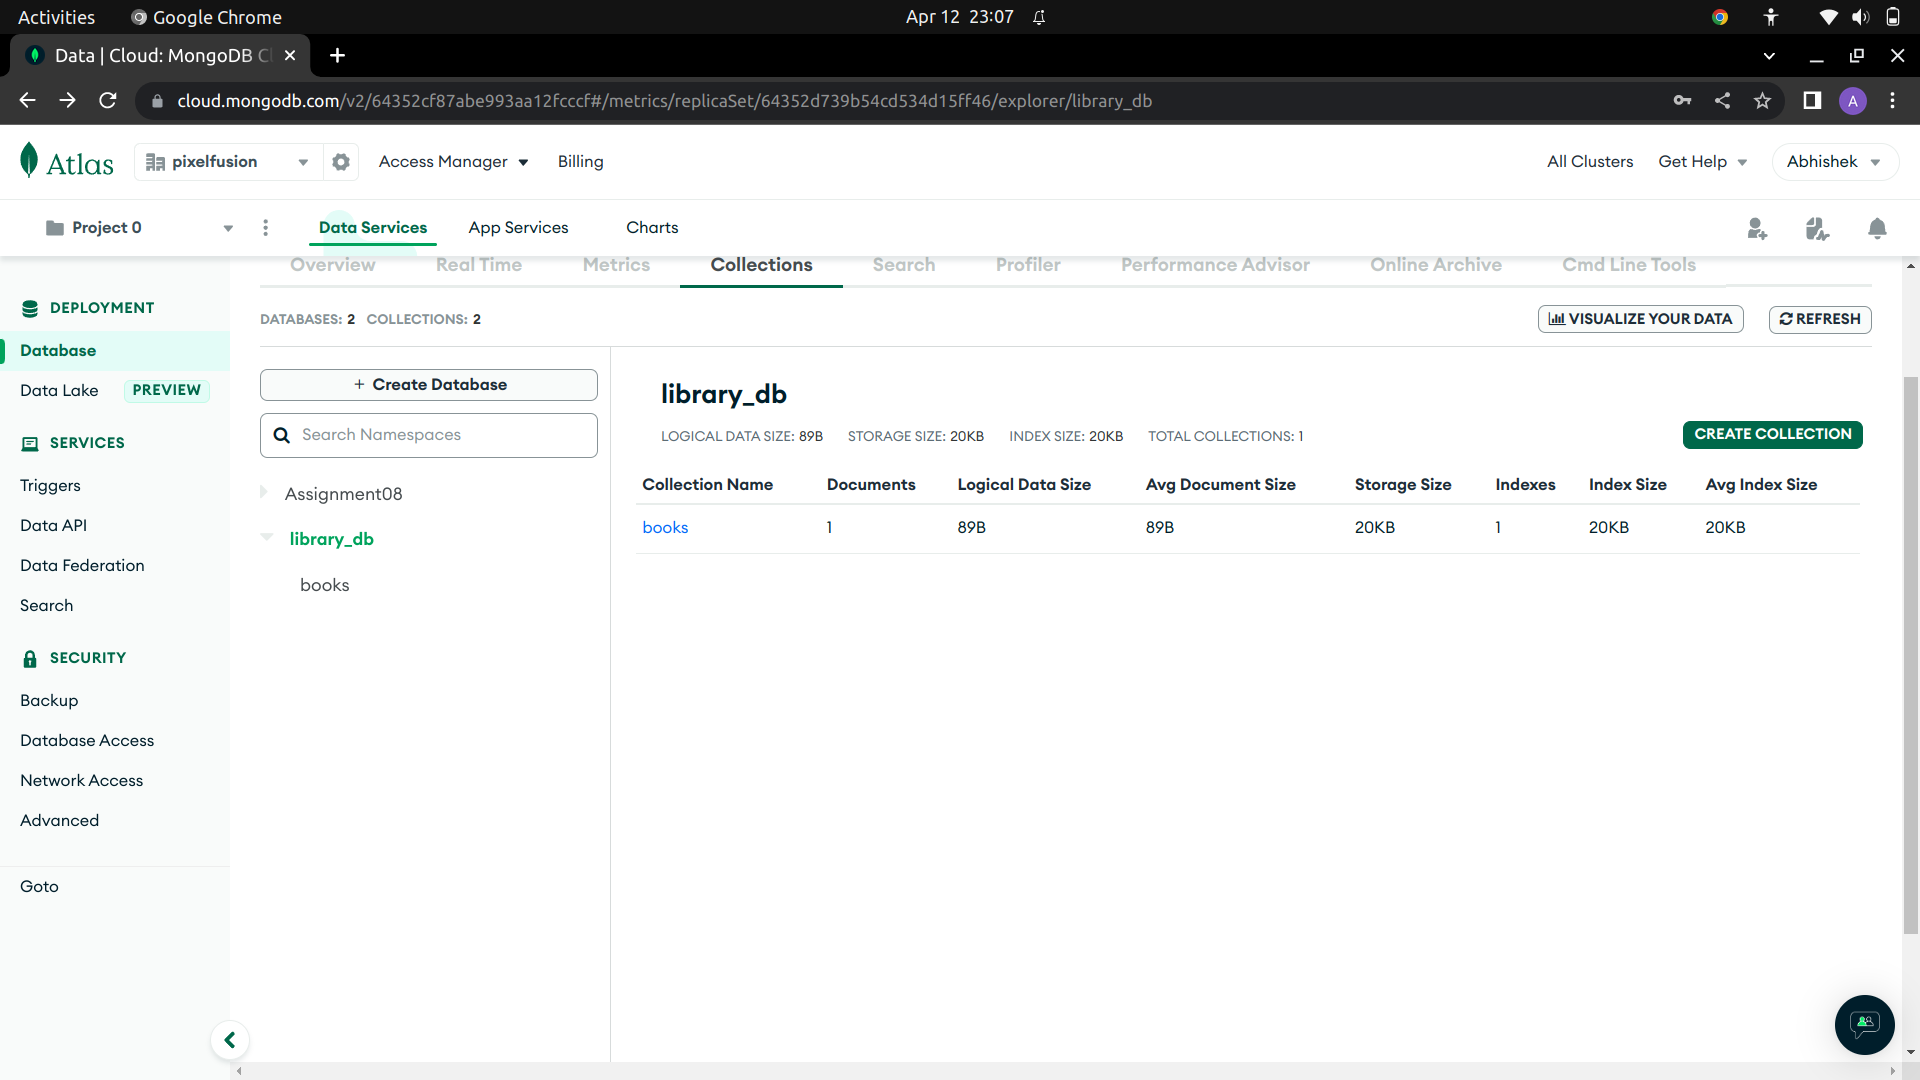 Activities Google Chrome Apr 12 23:07
Data | Cloud: MongoDB Cl
cloud.mongodb.com/v2/64352cf87abe993aa12fcccf#/metrics/replicaSet/64352d739b54cd534d15ff46/explorer/library_db A
Atlas pixelfusion Access Manager Billing All Clusters Get Help Abhishek
Project 0 Data Services App Services Charts
Overview Real Time Metrics Collections Search Profiler Performance Advisor Online Archive Cmd Line Tools
DEPLOYMENT
Database
Data Lake PREVIEW
SERVICES
Triggers
Data API
Data Federation
Search
SECURITY
Backup
Database Access
Network Access
Advanced
Goto
DATABASES: 2 COLLECTIONS: 2 VISUALIZE YOUR DATA REFRESH
+ Create Database
Search Namespaces
Assignment08
library_db
books
library_db
LOGICAL DATA SIZE: 89B STORAGE SIZE: 20KB INDEX SIZE: 20KB TOTAL COLLECTIONS: 1 CREATE COLLECTION
Collection Name Documents Logical Data Size Avg Document Size Storage Size Indexes Index Size Avg Index Size
books 1 89B 89B 20KB 1 20KB 20KB